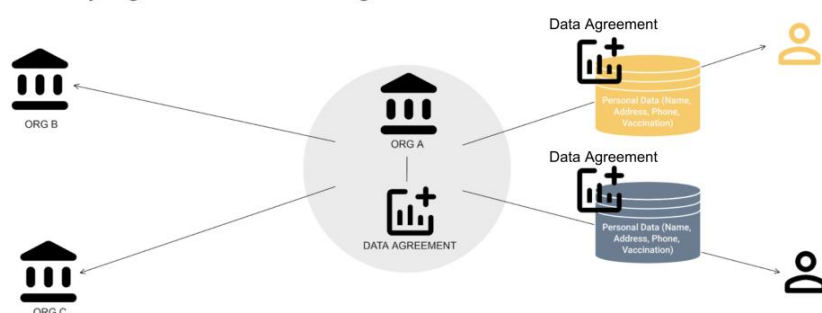 Data Agreement
Personal Data (Name,
Address, Phone,
Vaccination)
ORG B
ORG A
Data Agreement
DATA AGREEMENT
Personal Data (Name,
Address, Phone,
Vaccination)
ORG C